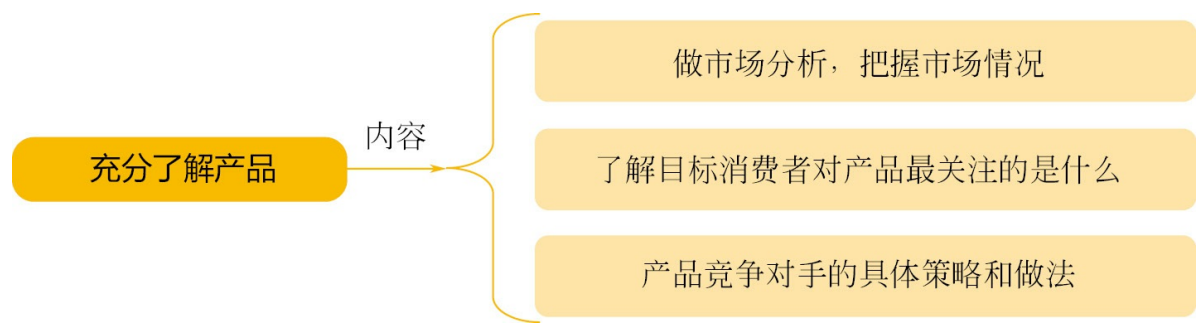 充分了解产品
内容
做市场分析，把握市场情况
了解目标消费者对产品最关注的是什么
产品竞争对手的具体策略和做法